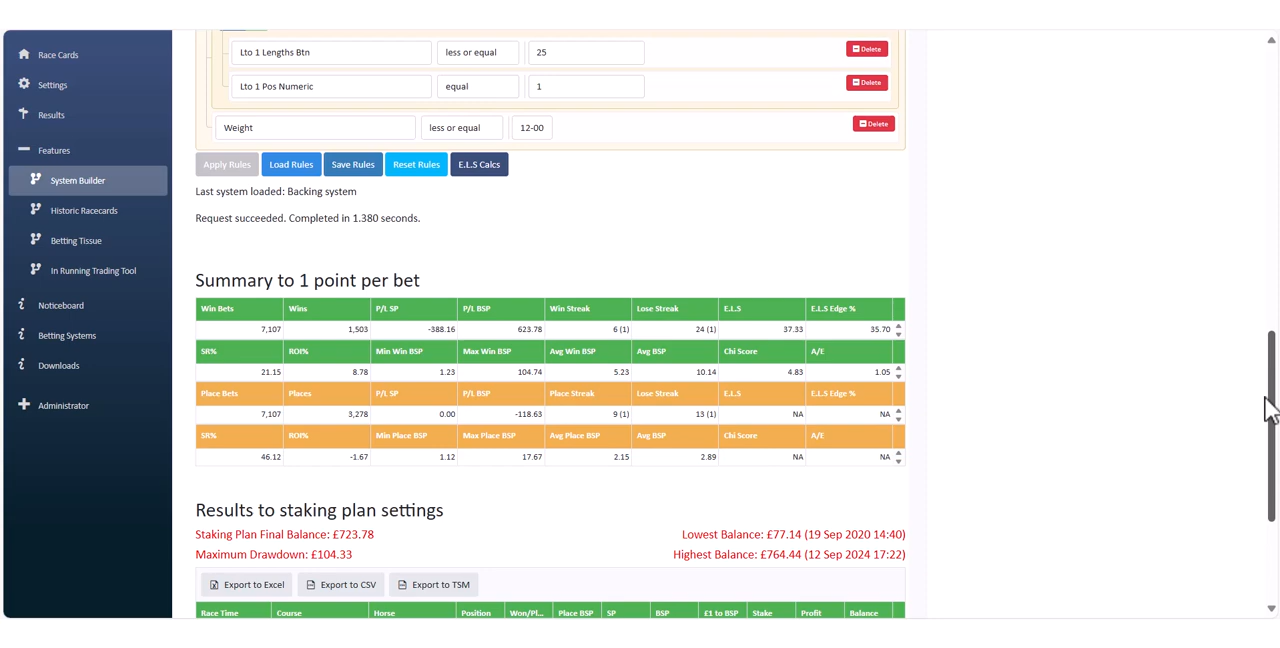 Race Cards
Settings
Results
Features
System Builder
Historic Racecards
Betting Tissue
In Running Trading Tool
Noticeboard
Betting Systems
Downloads
Administrator
Lto 1 Lengths Btn less or equal 25 Delete
Lto 1 Pos Numeric equal 1 Delete
Weight less or equal 12-00 Delete
Apply Rules Load Rules Save Rules Reset Rules E.L.S Calcs
Last system loaded: Backing system
Request succeeded. Completed in 1.380 seconds.
Summary to 1 point per bet
Win Bets Wins P/L SP P/L BSP Win Streak Lose Streak E.L.S E.L.S Edge %
7,107 1,503 -388.16 623.78 6 (1) 24 (1) 37.33 35.70
SR% ROI% Min Win BSP Max Win BSP Avg Win BSP Avg BSP Chi Score A/E
21.15 8.78 1.23 104.74 5.23 10.14 4.83 1.05
Place Bets Places P/L SP P/L BSP Place Streak Lose Streak E.L.S E.L.S Edge %
7,107 3,278 0.00 -118.63 9 (1) 13 (1) NA NA
SR% ROI% Min Place BSP Max Place BSP Avg Place BSP Avg BSP Chi Score A/E
46.12 -1.67 1.12 17.67 2.15 2.89 NA NA
Results to staking plan settings
Staking Plan Final Balance: £723.78 Lowest Balance: £77.14 (19 Sep 2020 14:40)
Maximum Drawdown: £104.33 Highest Balance: £764.44 (12 Sep 2024 17:22)
Export to Excel Export to CSV Export to TSM
Race Time Course Horse Position Won/Pl... Place BSP SP BSP £1 to BSP Stake Profit Balance